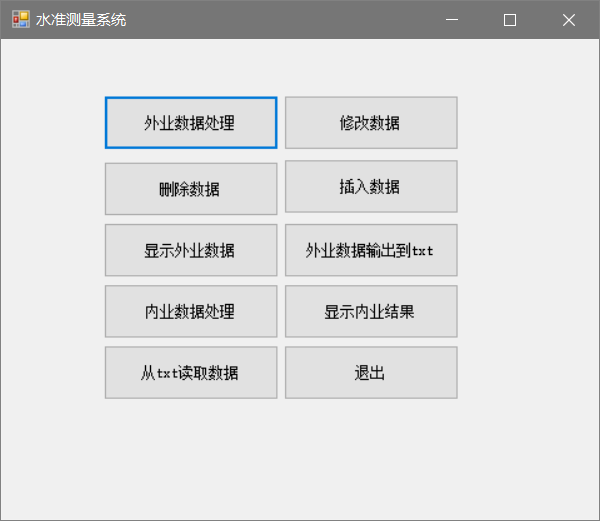 水准测量系统
外业数据处理
修改数据
删除数据
插入数据
显示外业数据
外业数据输出到txt
内业数据处理
显示内业结果
从txt读取数据
退出